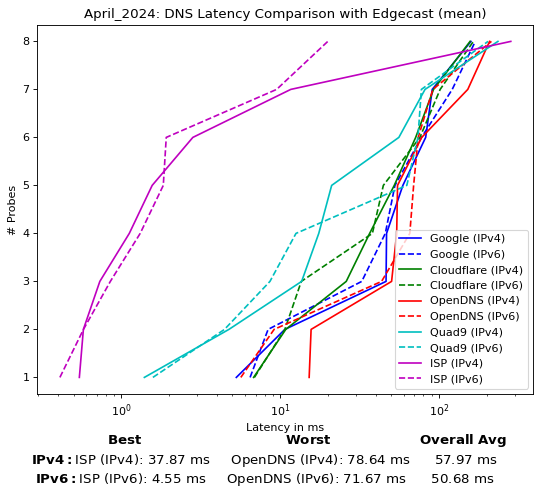 April_2024: DNS Latency Comparison with Edgecast (mean)
# Probes
8
7
6
5
4
3
2
1
Google (IPv4)
Google (IPv6)
Cloudflare (IPv4)
Cloudflare (IPv6)
OpenDNS (IPv4)
OpenDNS (IPv6)
Quad9 (IPv4)
Quad9 (IPv6)
ISP (IPv4)
ISP (IPv6)
10⁰ 10¹ 10²
Latency in ms
Best Worst Overall Avg
IPv4: ISP (IPv4): 37.87 ms OpenDNS (IPv4): 78.64 ms 57.97 ms
IPv6: ISP (IPv6): 4.55 ms OpenDNS (IPv6): 71.67 ms 50.68 ms